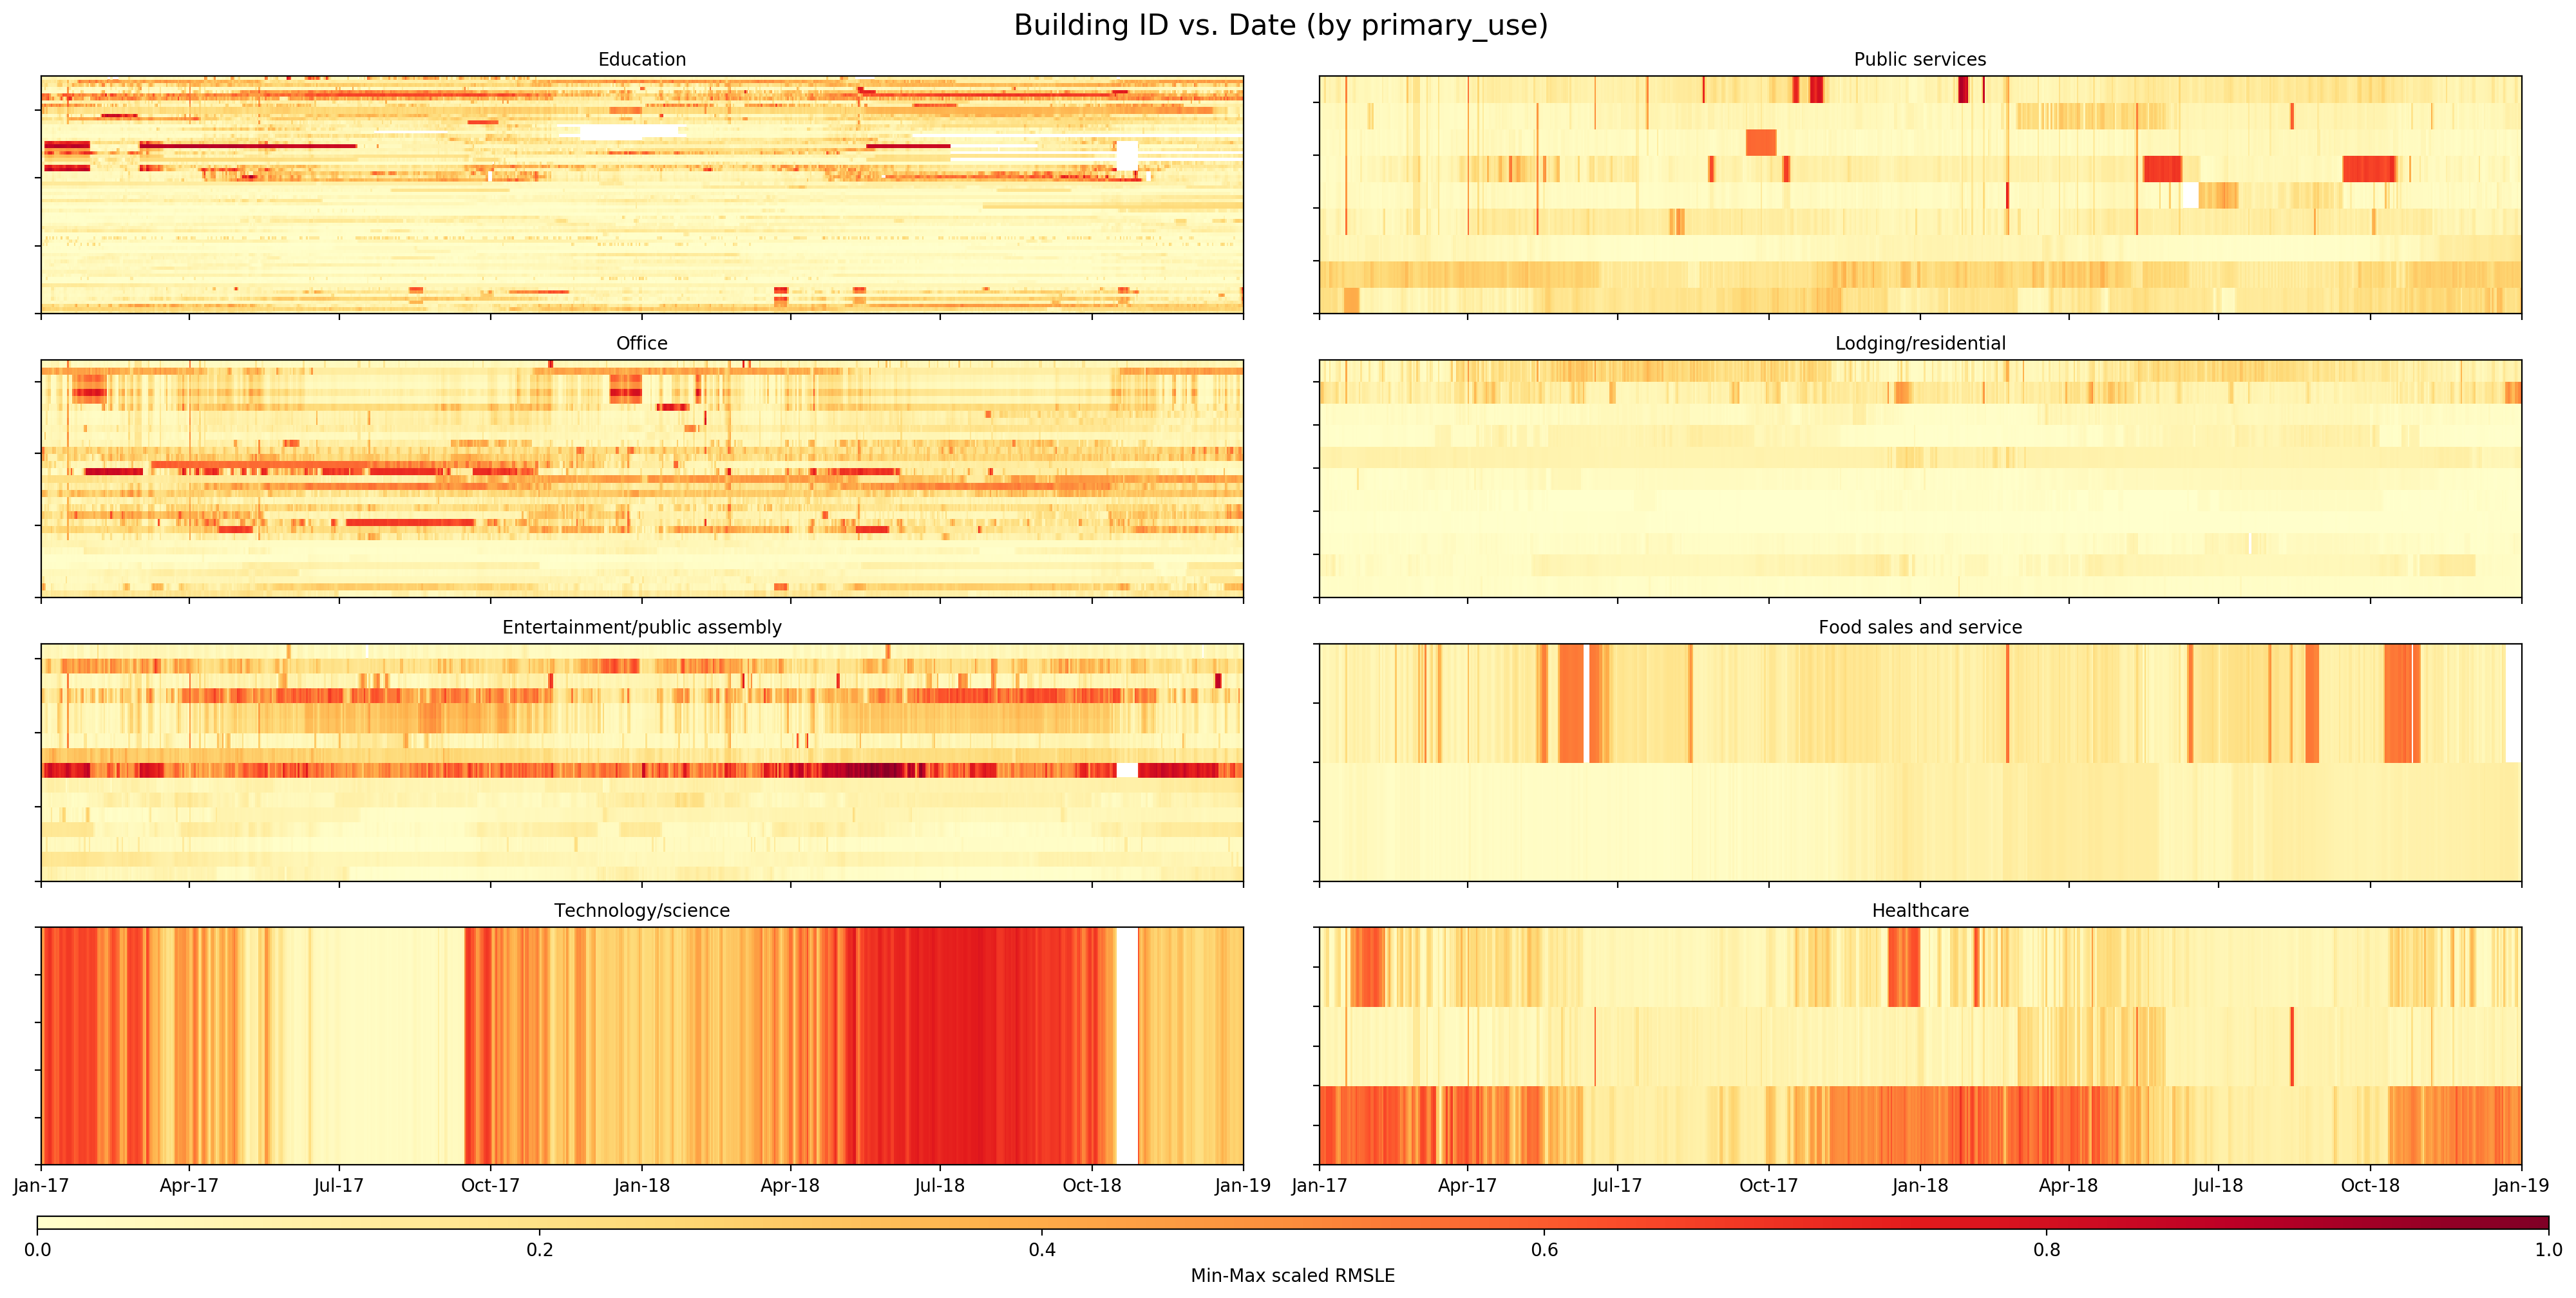 Building ID vs. Date (by primary_use)
Education
Public services
Office
Lodging/residential
Entertainment/public assembly
Food sales and service
Technology/science
Healthcare
Jan-17 Apr-17 Jul-17 Oct-17 Jan-18 Apr-18 Jul-18 Oct-18 Jan-19
Jan-17 Apr-17 Jul-17 Oct-17 Jan-18 Apr-18 Jul-18 Oct-18 Jan-19
0.0 0.2 0.4 0.6 0.8 1.0
Min-Max scaled RMSLE